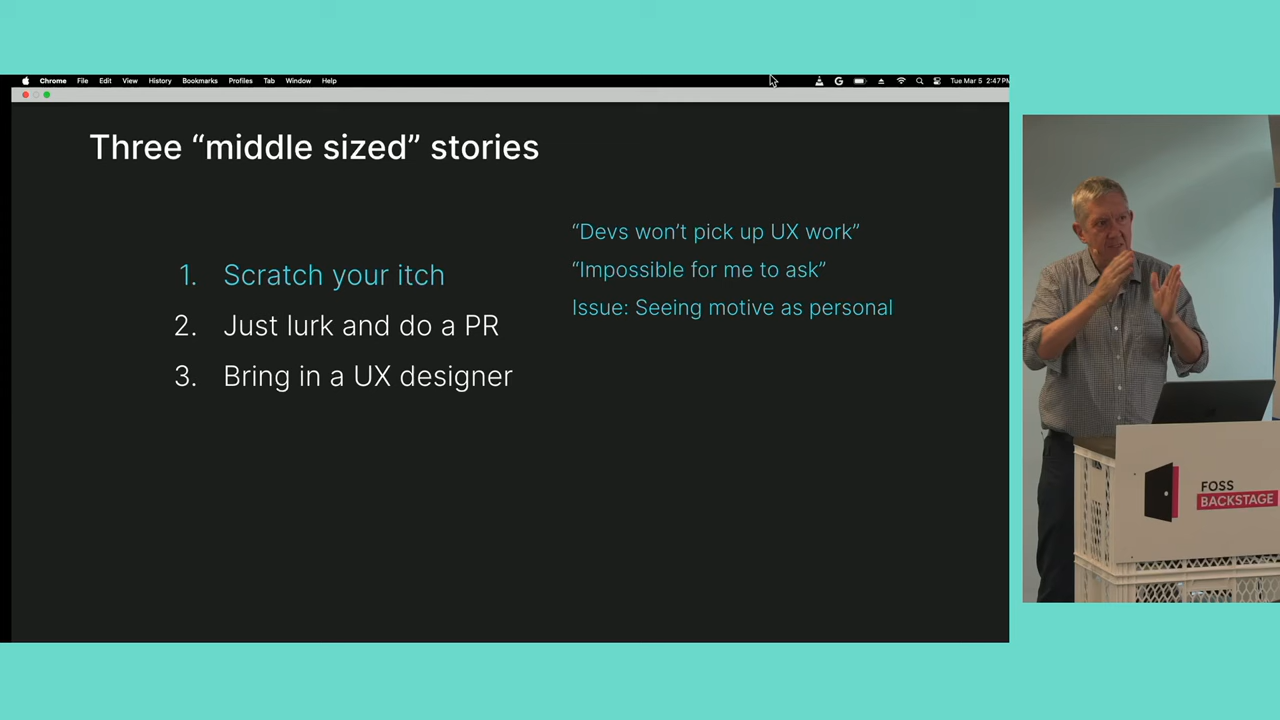 Chrome File Edit View History Bookmarks Profiles Tab Window Help
Tue Mar 5 2:47PM
Three “middle sized” stories
1. Scratch your itch
2. Just lurk and do a PR
3. Bring in a UX designer
“Devs won’t pick up UX work”
“Impossible for me to ask”
Issue: Seeing motive as personal
FOSS
BACKSTAGE